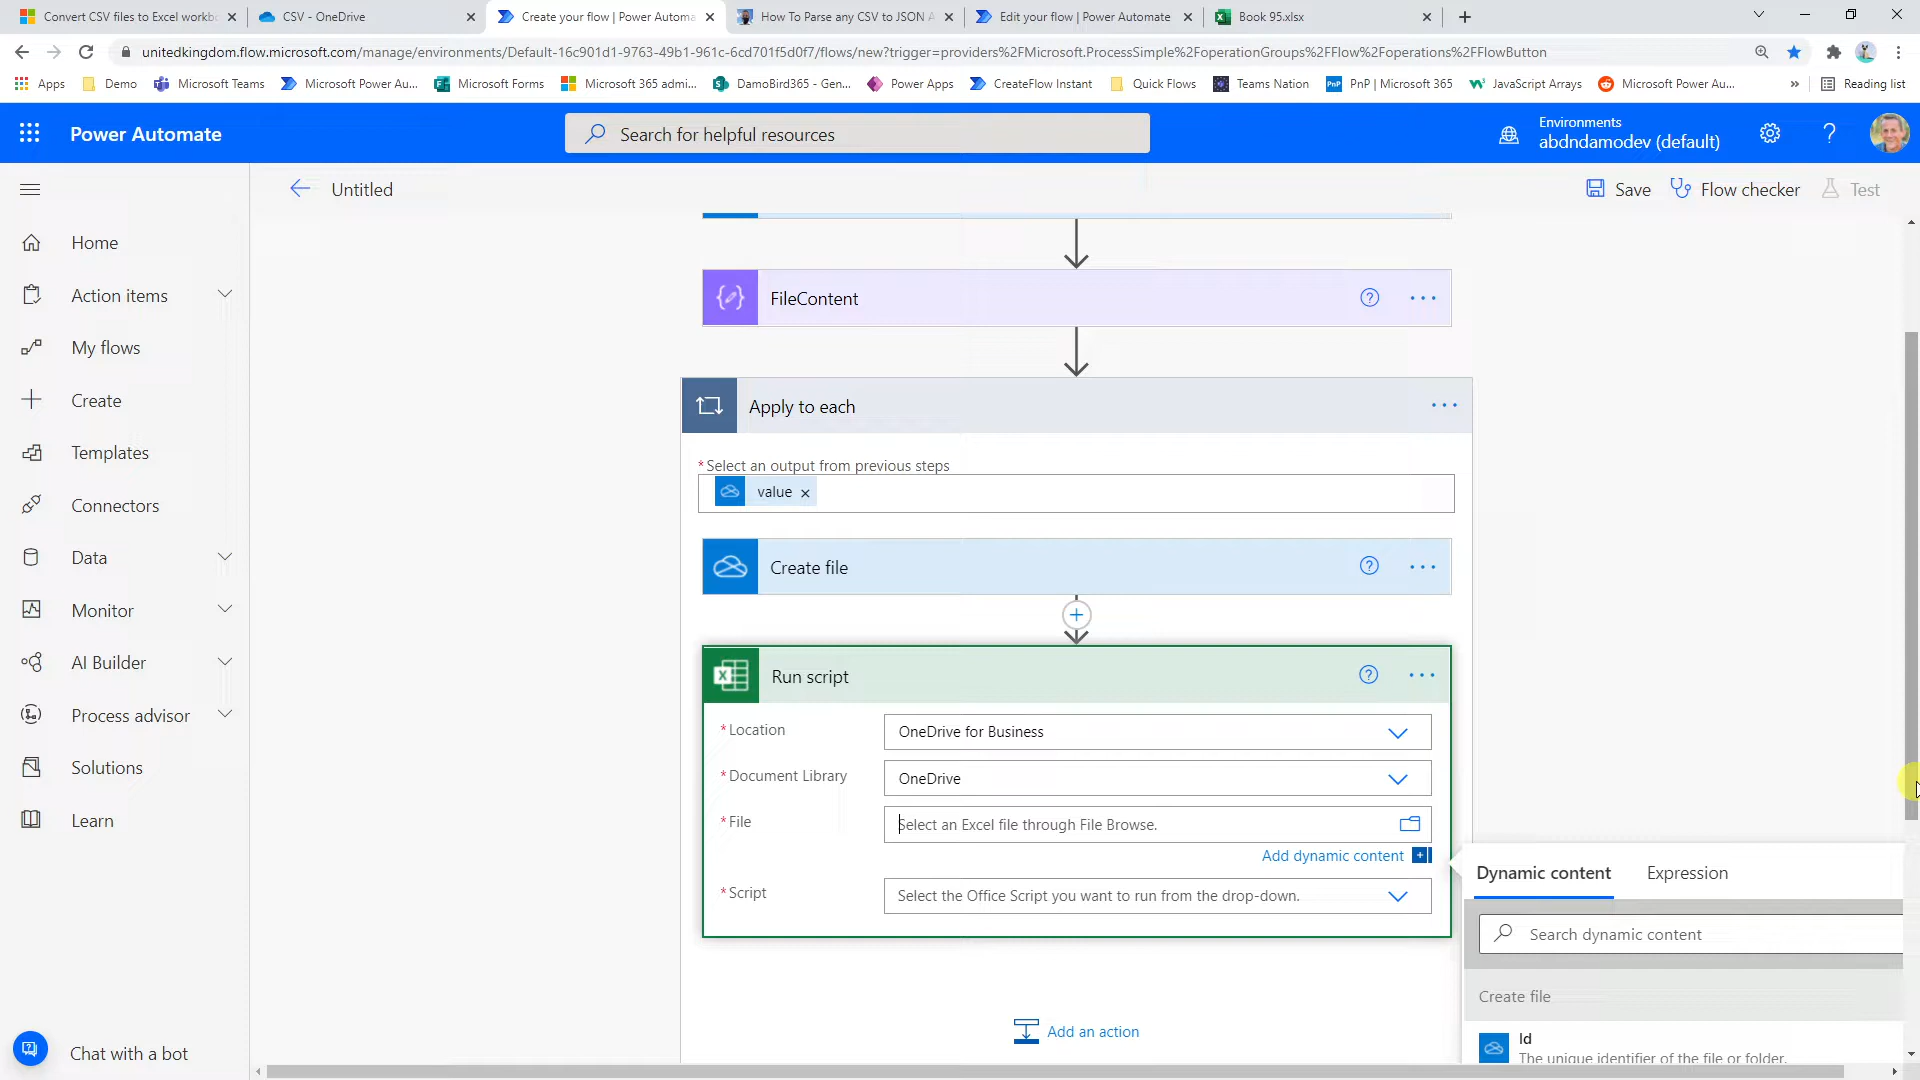 Convert CSV files to Excel workb
CSV - OneDrive
Create your flow | Power Automa
How To Parse any CSV to JSON A
Edit your flow | Power Automate
Book 95.xlsx
unitedkingdom.flow.microsoft.com/manage/environments/Default-16c901d1-9763-49b1-961c-6cd701f5d0f7/flows/new?trigger=providers%2FMicrosoft.ProcessSimple%2FoperationGroups%2FFlow%2Foperations%2FFlowButton
Apps
Demo
Microsoft Teams
Microsoft Power Au...
Microsoft Forms
Microsoft 365 admi...
DamoBird365 - Gen...
Power Apps
CreateFlow Instant
Quick Flows
Teams Nation
PnP | Microsoft 365
JavaScript Arrays
Microsoft Power Au...
Reading list
Power Automate
Search for helpful resources
Environments
abdndamodev (default)
Untitled
Save
Flow checker
Test
Home
Action items
My flows
Create
Templates
Connectors
Data
Monitor
AI Builder
Process advisor
Solutions
Learn
Chat with a bot
FileContent
Apply to each
*Select an output from previous steps
value
Create file
Run script
*Location
OneDrive for Business
*Document Library
OneDrive
*File
Select an Excel file through File Browse.
Add dynamic content
*Script
Select the Office Script you want to run from the drop-down.
Add an action
Dynamic content
Expression
Search dynamic content
Create file
Id
The unique identifier of the file or folder.